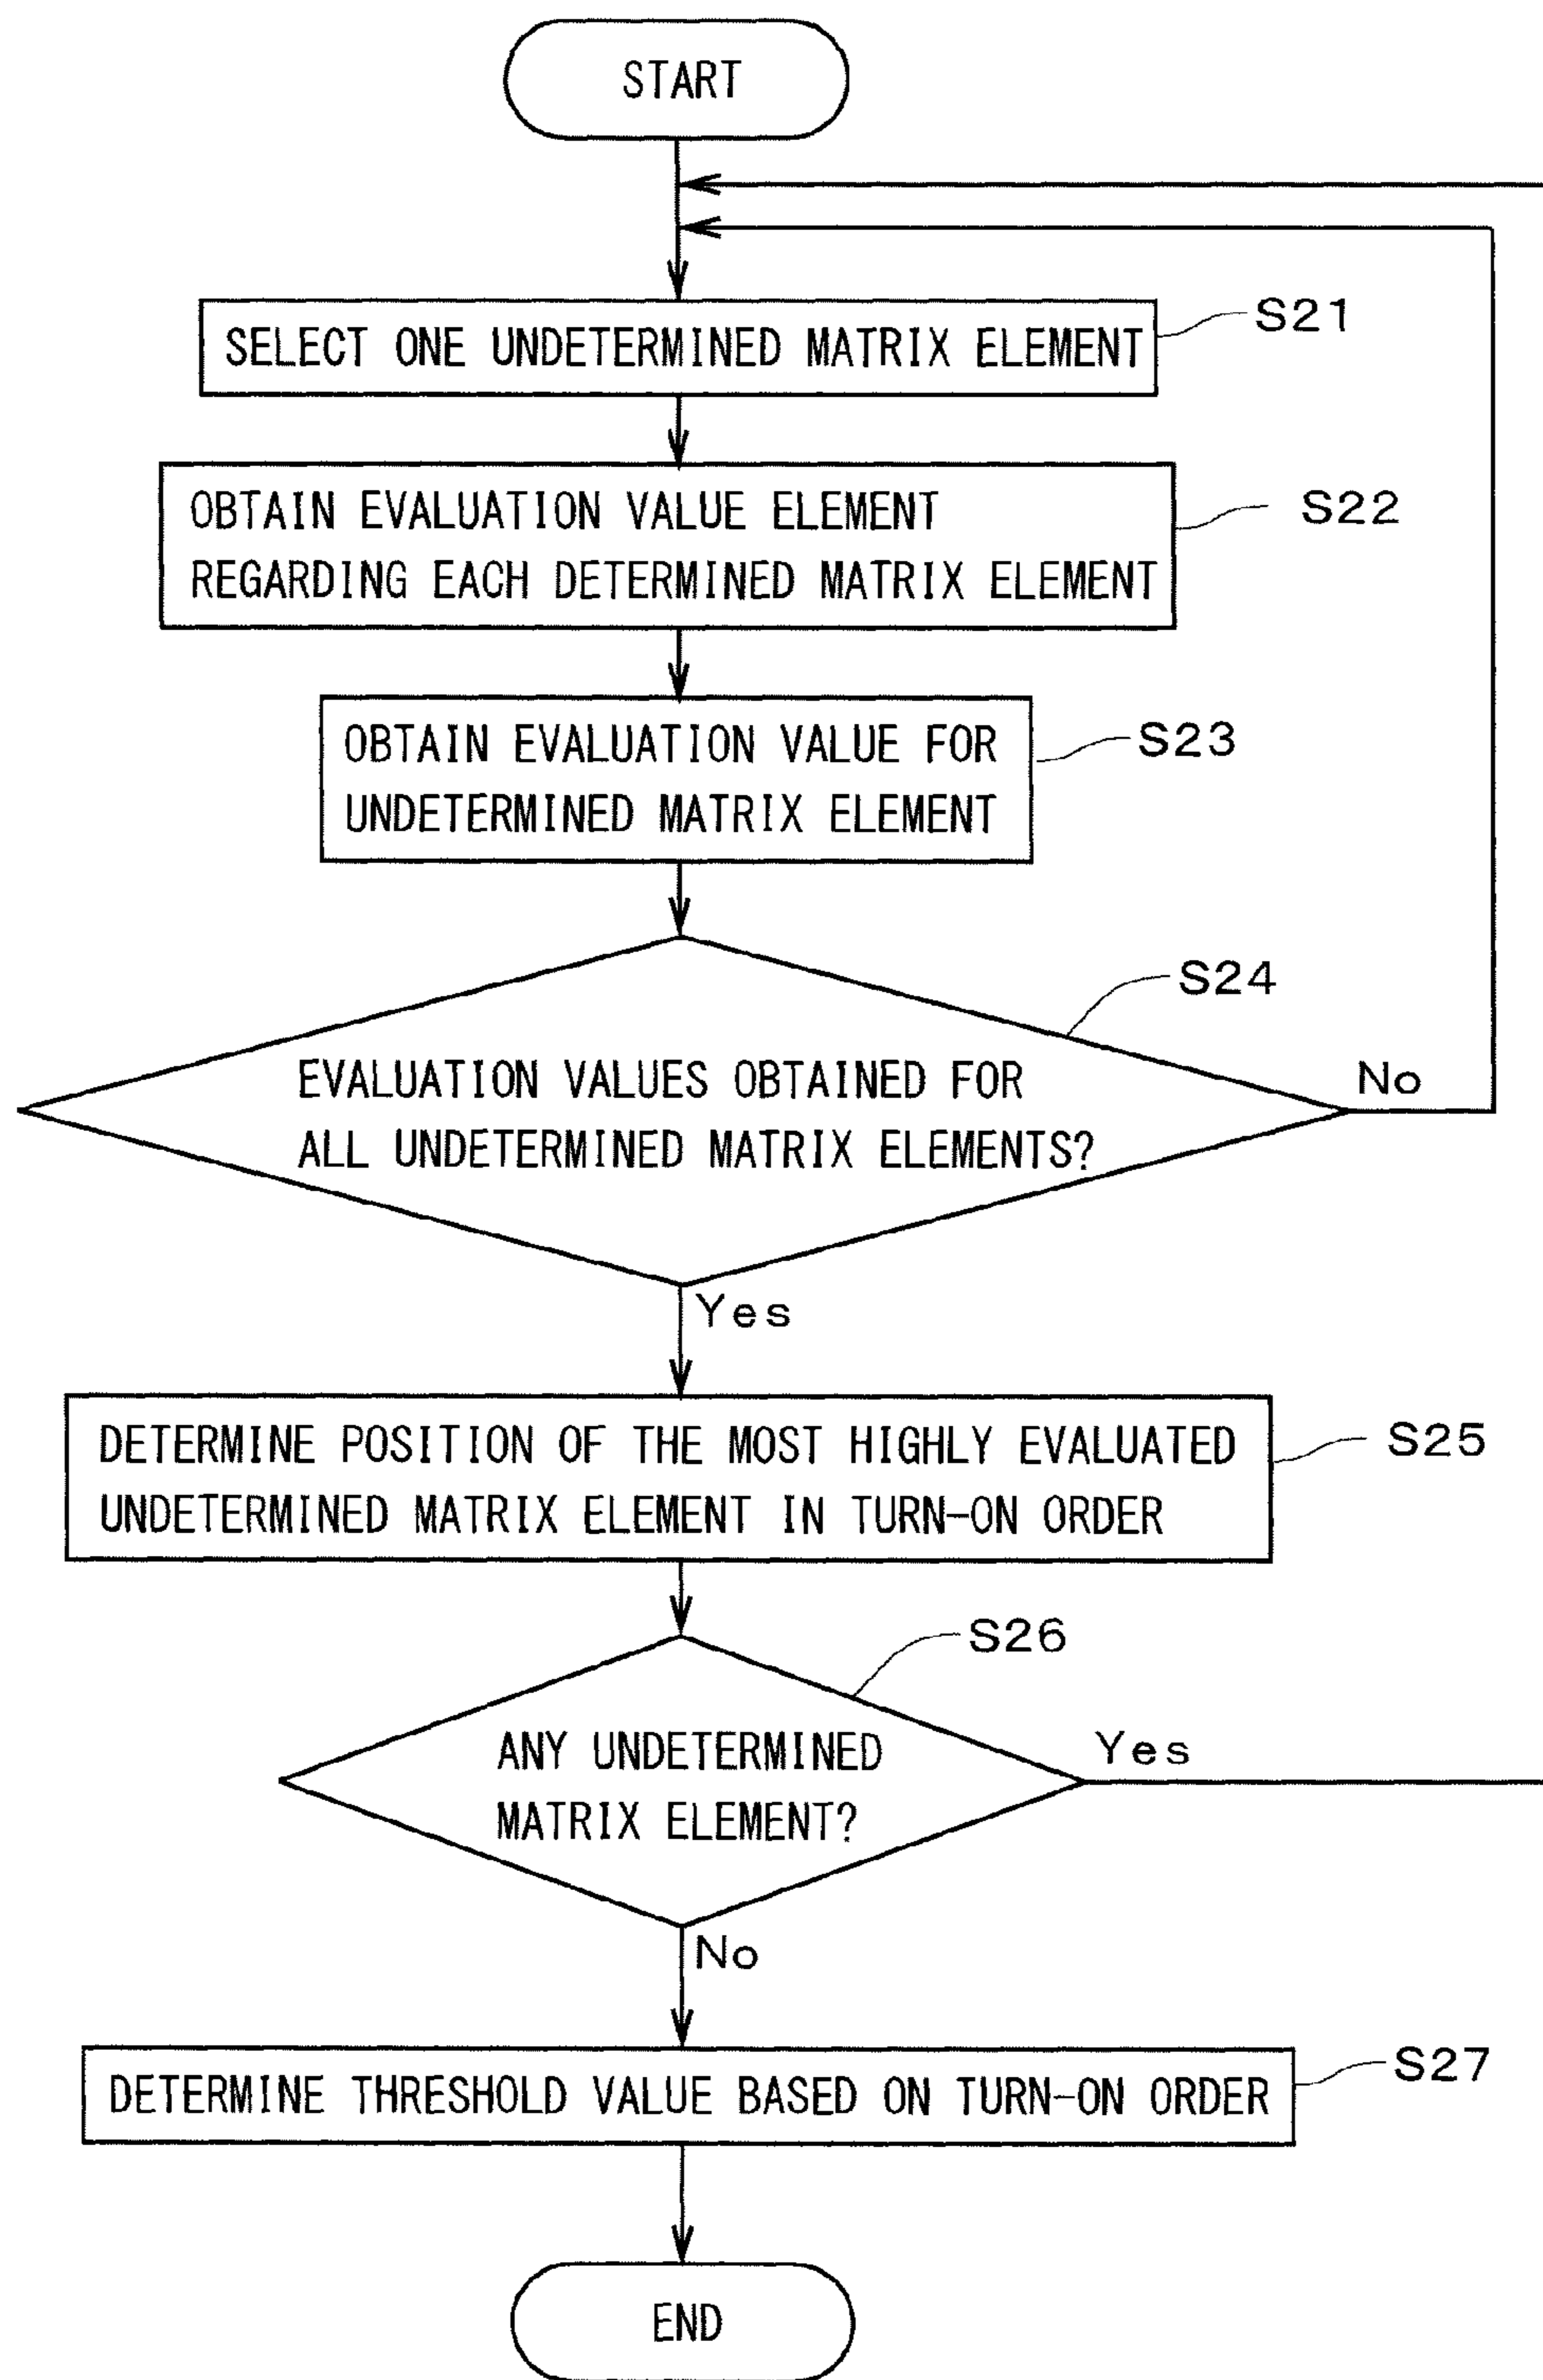 START
SELECT ONE UNDETERMINED MATRIX ELEMENT
S21
OBTAIN EVALUATION VALUE ELEMENT
REGARDING EACH DETERMINED MATRIX ELEMENT
S22
OBTAIN EVALUATION VALUE FOR
UNDETERMINED MATRIX ELEMENT
S23
S24
EVALUATION VALUES OBTAINED FOR
ALL UNDETERMINED MATRIX ELEMENTS?
No
Yes
DETERMINE POSITION OF THE MOST HIGHLY EVALUATED
UNDETERMINED MATRIX ELEMENT IN TURN-ON ORDER
S25
S26
ANY UNDETERMINED
MATRIX ELEMENT?
Yes
No
DETERMINE THRESHOLD VALUE BASED ON TURN-ON ORDER
S27
END